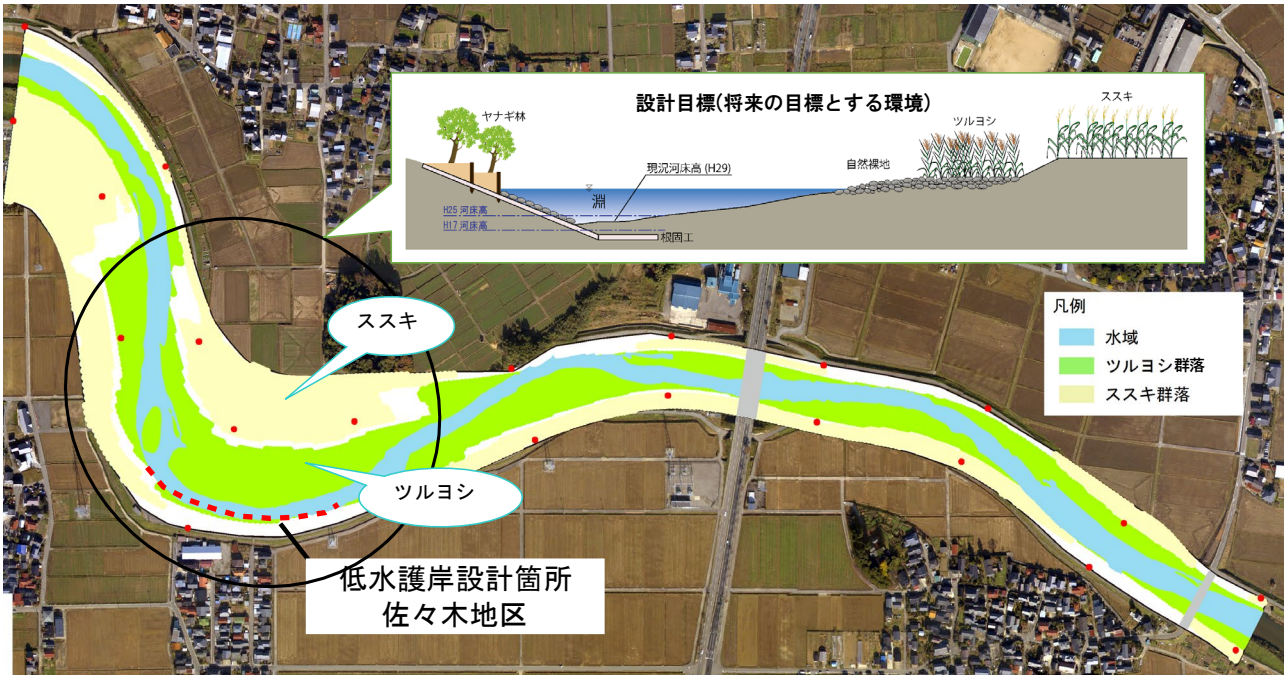 設計目標(将来の目標とする環境)
ススキ
ヤナギ林
ツルヨシ
自然裸地
現況河床高(H29)
淵
H25 河床高
H17 河床高
根固工
凡例
水域
ツルヨシ群落
ススキ群落
ススキ
ツルヨシ
低水護岸設計箇所
佐々木地区